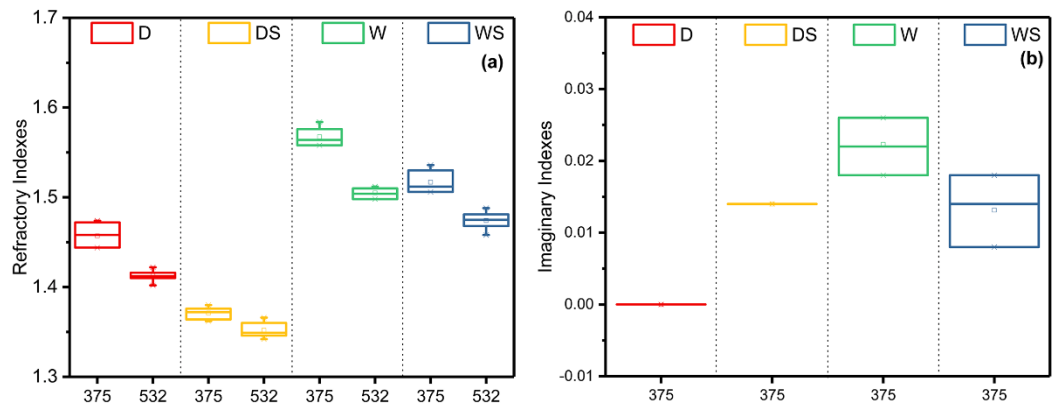 1.7
1.6
1.5
1.4
1.3
Refractory Indexes
D
DS
W
WS
(a)
375 532 375 532 375 532 375 532
0.04
0.03
0.02
0.01
0.00
-0.01
Imaginary Indexes
D
DS
W
WS
(b)
375 375 375 375